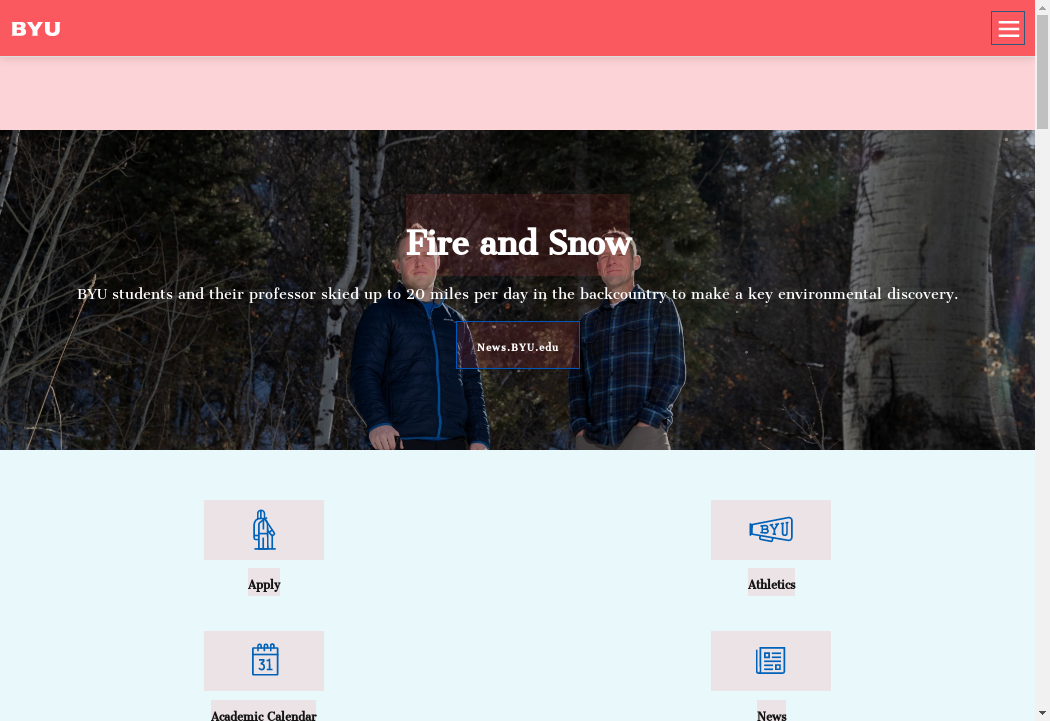 BYU
Fire and Snow
BYU students and their professor skied up to 20 miles per day in the backcountry to make a key environmental discovery.
News.BYU.edu
BYU
Apply
Athletics
31
Academic Calendar
News